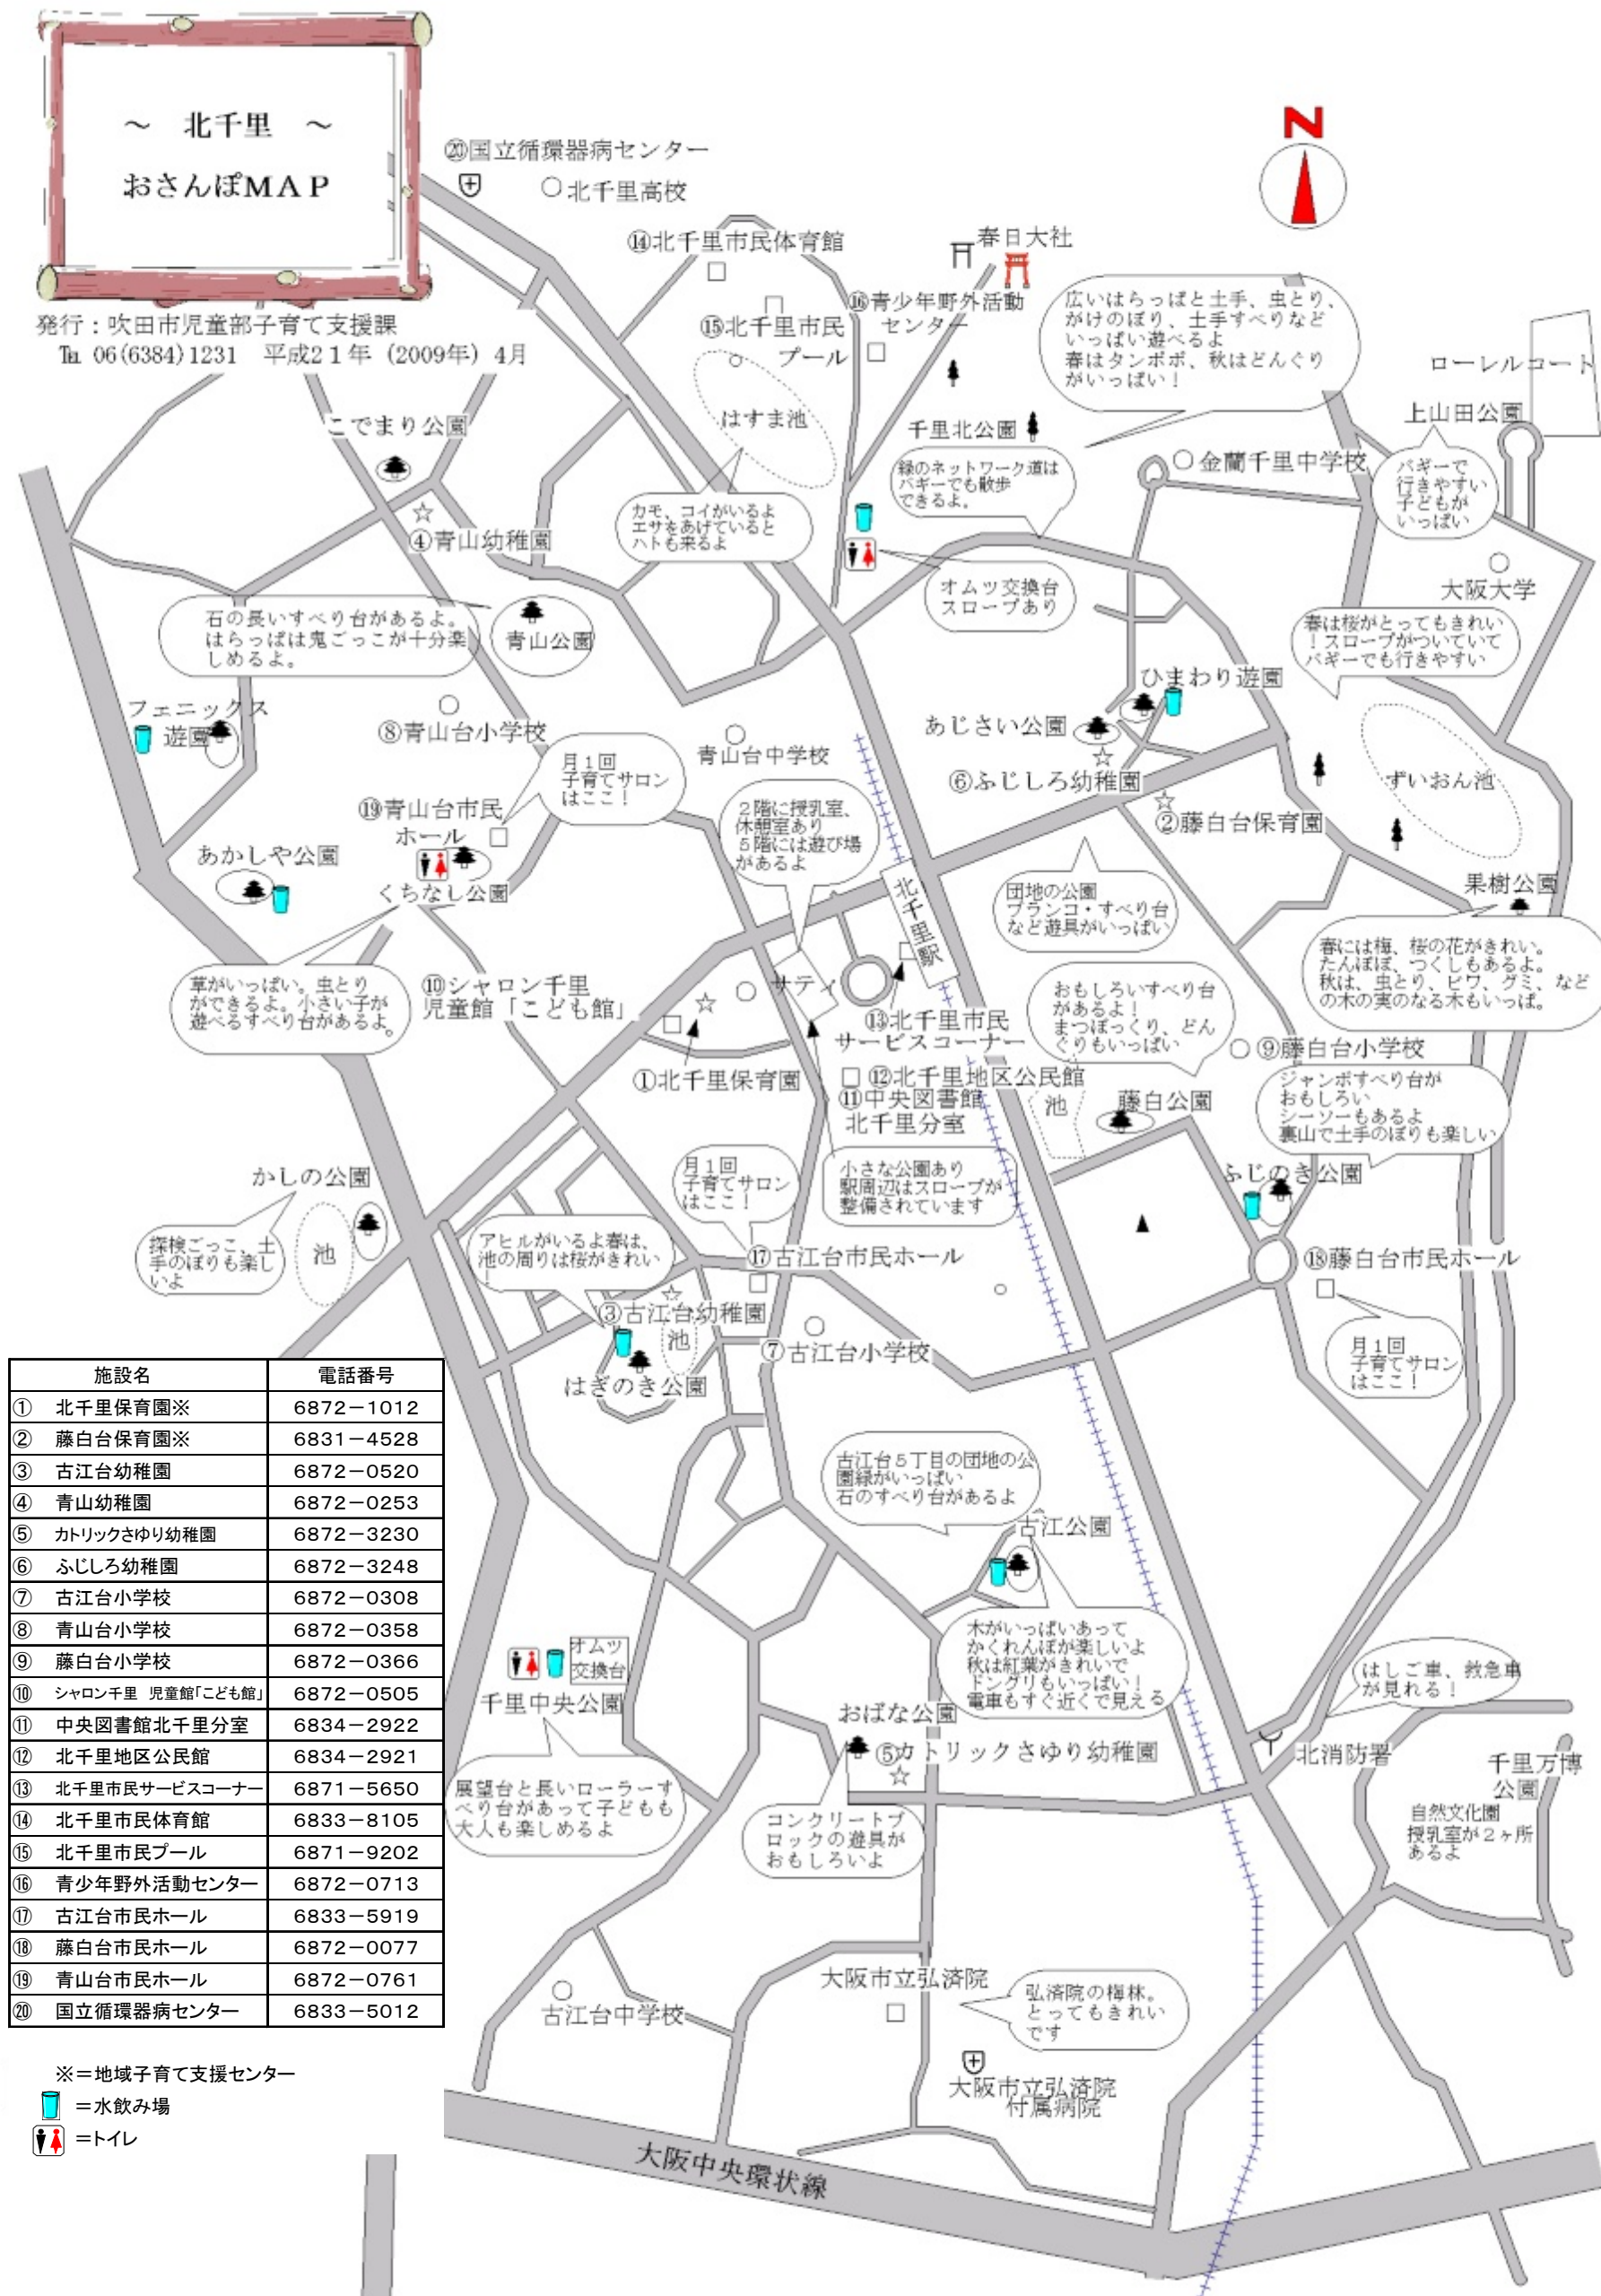 ～ 北千里 ～
おさんぽMAP
発行：吹田市児童部子育て支援課
℡ 06(6384)1231 平成21年（2009年）4月
N
⑳国立循環器病センター
北千里高校
⑭北千里市民体育館
春日大社
⑯青少年野外活動
センター
⑮北千里市民
プール
広いはらっぱと土手、虫とり、
がけのぼり、土手すべりなど
いっぱい遊べるよ
春はタンポポ、秋はどんぐり
がいっぱい！
ローレルコート
上山田公園
はすま池
こでまり公園
千里北公園
金蘭千里中学校
緑のネットワーク道は
バギーでも散歩
できるよ。
バギーで
行きやすい
子どもが
いっぱい
カモ、コイがいるよ
エサをあげていると
ハトも来るよ
④青山幼稚園
オムツ交換台
スロープあり
大阪大学
石の長いすべり台があるよ。
はらっぱは鬼ごっこが十分楽
しめるよ。
青山公園
春は桜がとってもきれい
！スロープがついていて
バギーでも行きやすい
ひまわり遊園
フェニックス
遊園
⑧青山台小学校
青山台中学校
あじさい公園
⑥ふじしろ幼稚園
ずいおん池
月１回
子育てサロン
はここ！
⑲青山台市民
ホール
２階に授乳室、
休憩室あり
５階には遊び場
があるよ
②藤白台保育園
あかしや公園
くちなし公園
北千里駅
団地の公園
ブランコ・すべり台
など遊具がいっぱい
果樹公園
春には梅、桜の花がきれい。
たんぽぽ、つくしもあるよ。
秋は、虫とり、ビワ、グミ、など
の木の実のなる木もいっぱ。
草がいっぱい。虫とり
ができるよ。小さい子が
遊べるすべり台があるよ。
⑩シャロン千里
児童館「こども館」
サティ
⑬北千里市民
サービスコーナー
おもしろいすべり台
があるよ！
まつぼっくり、どん
ぐりもいっぱい
⑨藤白台小学校
①北千里保育園
⑫北千里地区公民館
⑪中央図書館
北千里分室
池
藤白公園
ジャンボすべり台が
おもしろい
シーソーもあるよ
裏山で土手のぼりも楽しい
かしの公園
月１回
子育てサロン
はここ！
小さな公園あり
駅周辺はスロープが
整備されています
ふじのき公園
探検ごっこ、土
手のぼりも楽し
いよ
池
アヒルがいるよ春は、
池の周りは桜がきれい
！
⑰古江台市民ホール
⑱藤白台市民ホール
③古江台幼稚園
池
⑦古江台小学校
はぎのき公園
月１回
子育てサロン
はここ！
施設名 電話番号
① 北千里保育園※ 6872－1012
② 藤白台保育園※ 6831－4528
③ 古江台幼稚園 6872－0520
④ 青山幼稚園 6872－0253
⑤ カトリックさゆり幼稚園 6872－3230
⑥ ふじしろ幼稚園 6872－3248
⑦ 古江台小学校 6872－0308
⑧ 青山台小学校 6872－0358
⑨ 藤白台小学校 6872－0366
⑩ シャロン千里 児童館「こども館」 6872－0505
⑪ 中央図書館北千里分室 6834－2922
⑫ 北千里地区公民館 6834－2921
⑬ 北千里市民サービスコーナー 6871－5650
⑭ 北千里市民体育館 6833－8105
⑮ 北千里市民プール 6871－9202
⑯ 青少年野外活動センター 6872－0713
⑰ 古江台市民ホール 6833－5919
⑱ 藤白台市民ホール 6872－0077
⑲ 青山台市民ホール 6872－0761
⑳ 国立循環器病センター 6833－5012
古江台５丁目の団地の公
園緑がいっぱい
石のすべり台があるよ
古江公園
木がいっぱいあって
かくれんぼが楽しいよ
秋は紅葉がきれいで
ドングリもいっぱい！
電車もすぐ近くで見える
オムツ
交換台
千里中央公園
はしご車、救急車
が見れる！
おばな公園
⑤カトリックさゆり幼稚園
北消防署
千里万博
公園
自然文化園
授乳室が２ヶ所
あるよ
展望台と長いローラーす
べり台があって子どもも
大人も楽しめるよ
コンクリートブ
ロックの遊具が
おもしろいよ
大阪市立弘済院
弘済院の梅林。
とってもきれい
です
古江台中学校
大阪市立弘済院
付属病院
※＝地域子育て支援センター
＝水飲み場
＝トイレ
大阪中央環状線